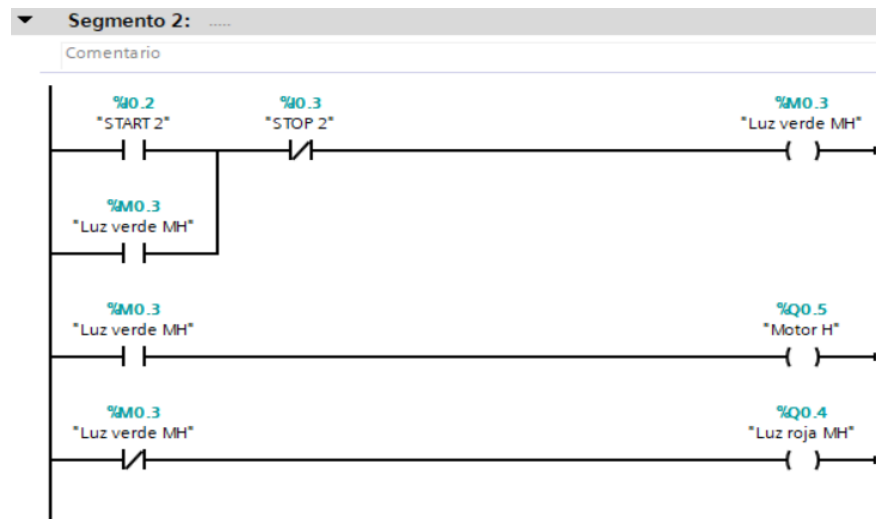 Segmento 2: .....
Comentario
%I0.2 %I0.3 %M0.3
"START 2" "STOP 2" "Luz verde MH"
%M0.3
"Luz verde MH"
%M0.3 %Q0.5
"Luz verde MH" "Motor H"
%M0.3 %Q0.4
"Luz verde MH" "Luz roja MH"